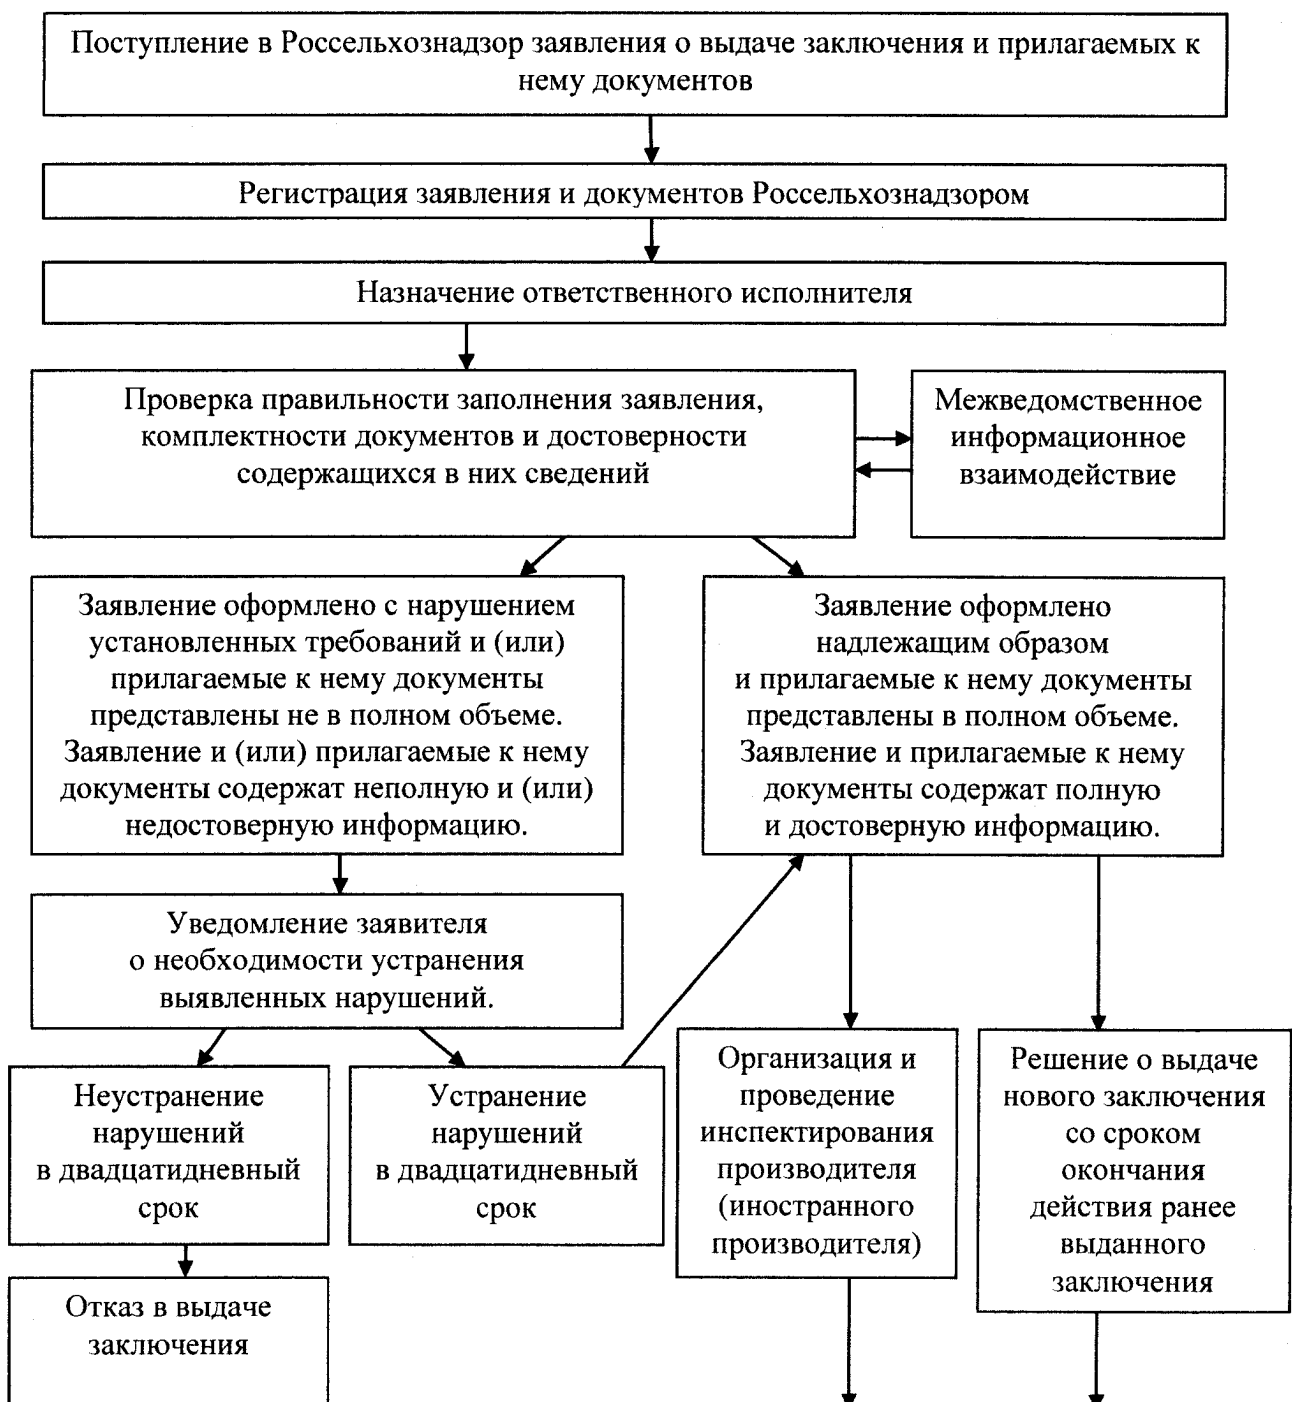 Поступление в Россельхознадзор заявления о выдаче заключения и прилагаемых к
нему документов
Регистрация заявления и документов Россельхознадзором
Назначение ответственного исполнителя
Проверка правильности заполнения заявления,
комплектности документов и достоверности
содержащихся в них сведений
Межведомственное
информационное
взаимодействие
Заявление оформлено с нарушением
установленных требований и (или)
прилагаемые к нему документы
представлены не в полном объеме.
Заявление и (или) прилагаемые к нему
документы содержат неполную и (или)
недостоверную информацию.
Заявление оформлено
надлежащим образом
и прилагаемые к нему документы
представлены в полном объеме.
Заявление и прилагаемые к нему
документы содержат полную
и достоверную информацию.
Уведомление заявителя
о необходимости устранения
выявленных нарушений.
Неустранение
нарушений
в двадцатидневный
срок
Устранение
нарушений
в двадцатидневный
срок
Организация и
проведение
инспектирования
производителя
(иностранного
производителя)
Решение о выдаче
нового заключения
со сроком
окончания
действия ранее
выданного
заключения
Отказ в выдаче
заключения